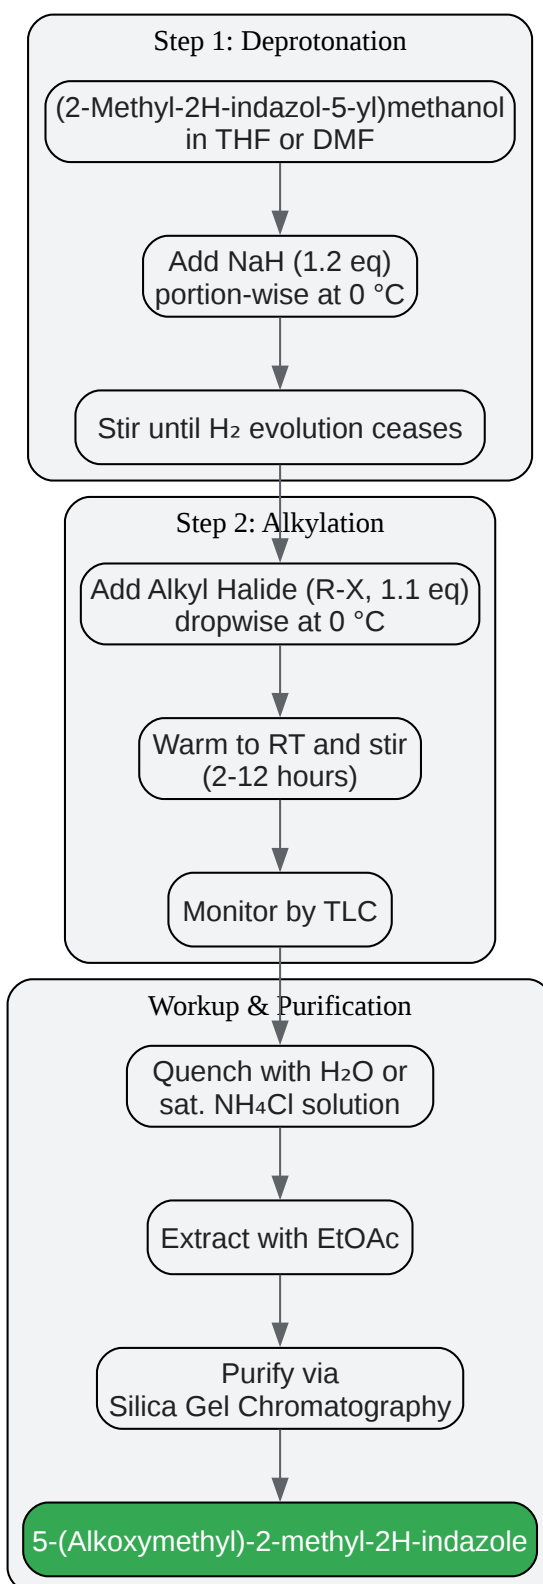 Step 1: Deprotonation
(2-Methyl-2H-indazol-5-yl)methanol
in THF or DMF
Add NaH (1.2 eq)
portion-wise at 0 °C
Stir until H₂ evolution ceases
Step 2: Alkylation
Add Alkyl Halide (R-X, 1.1 eq)
dropwise at 0 °C
Warm to RT and stir
(2-12 hours)
Monitor by TLC
Workup & Purification
Quench with H₂O or
sat. NH₄Cl solution
Extract with EtOAc
Purify via
Silica Gel Chromatography
5-(Alkoxymethyl)-2-methyl-2H-indazole